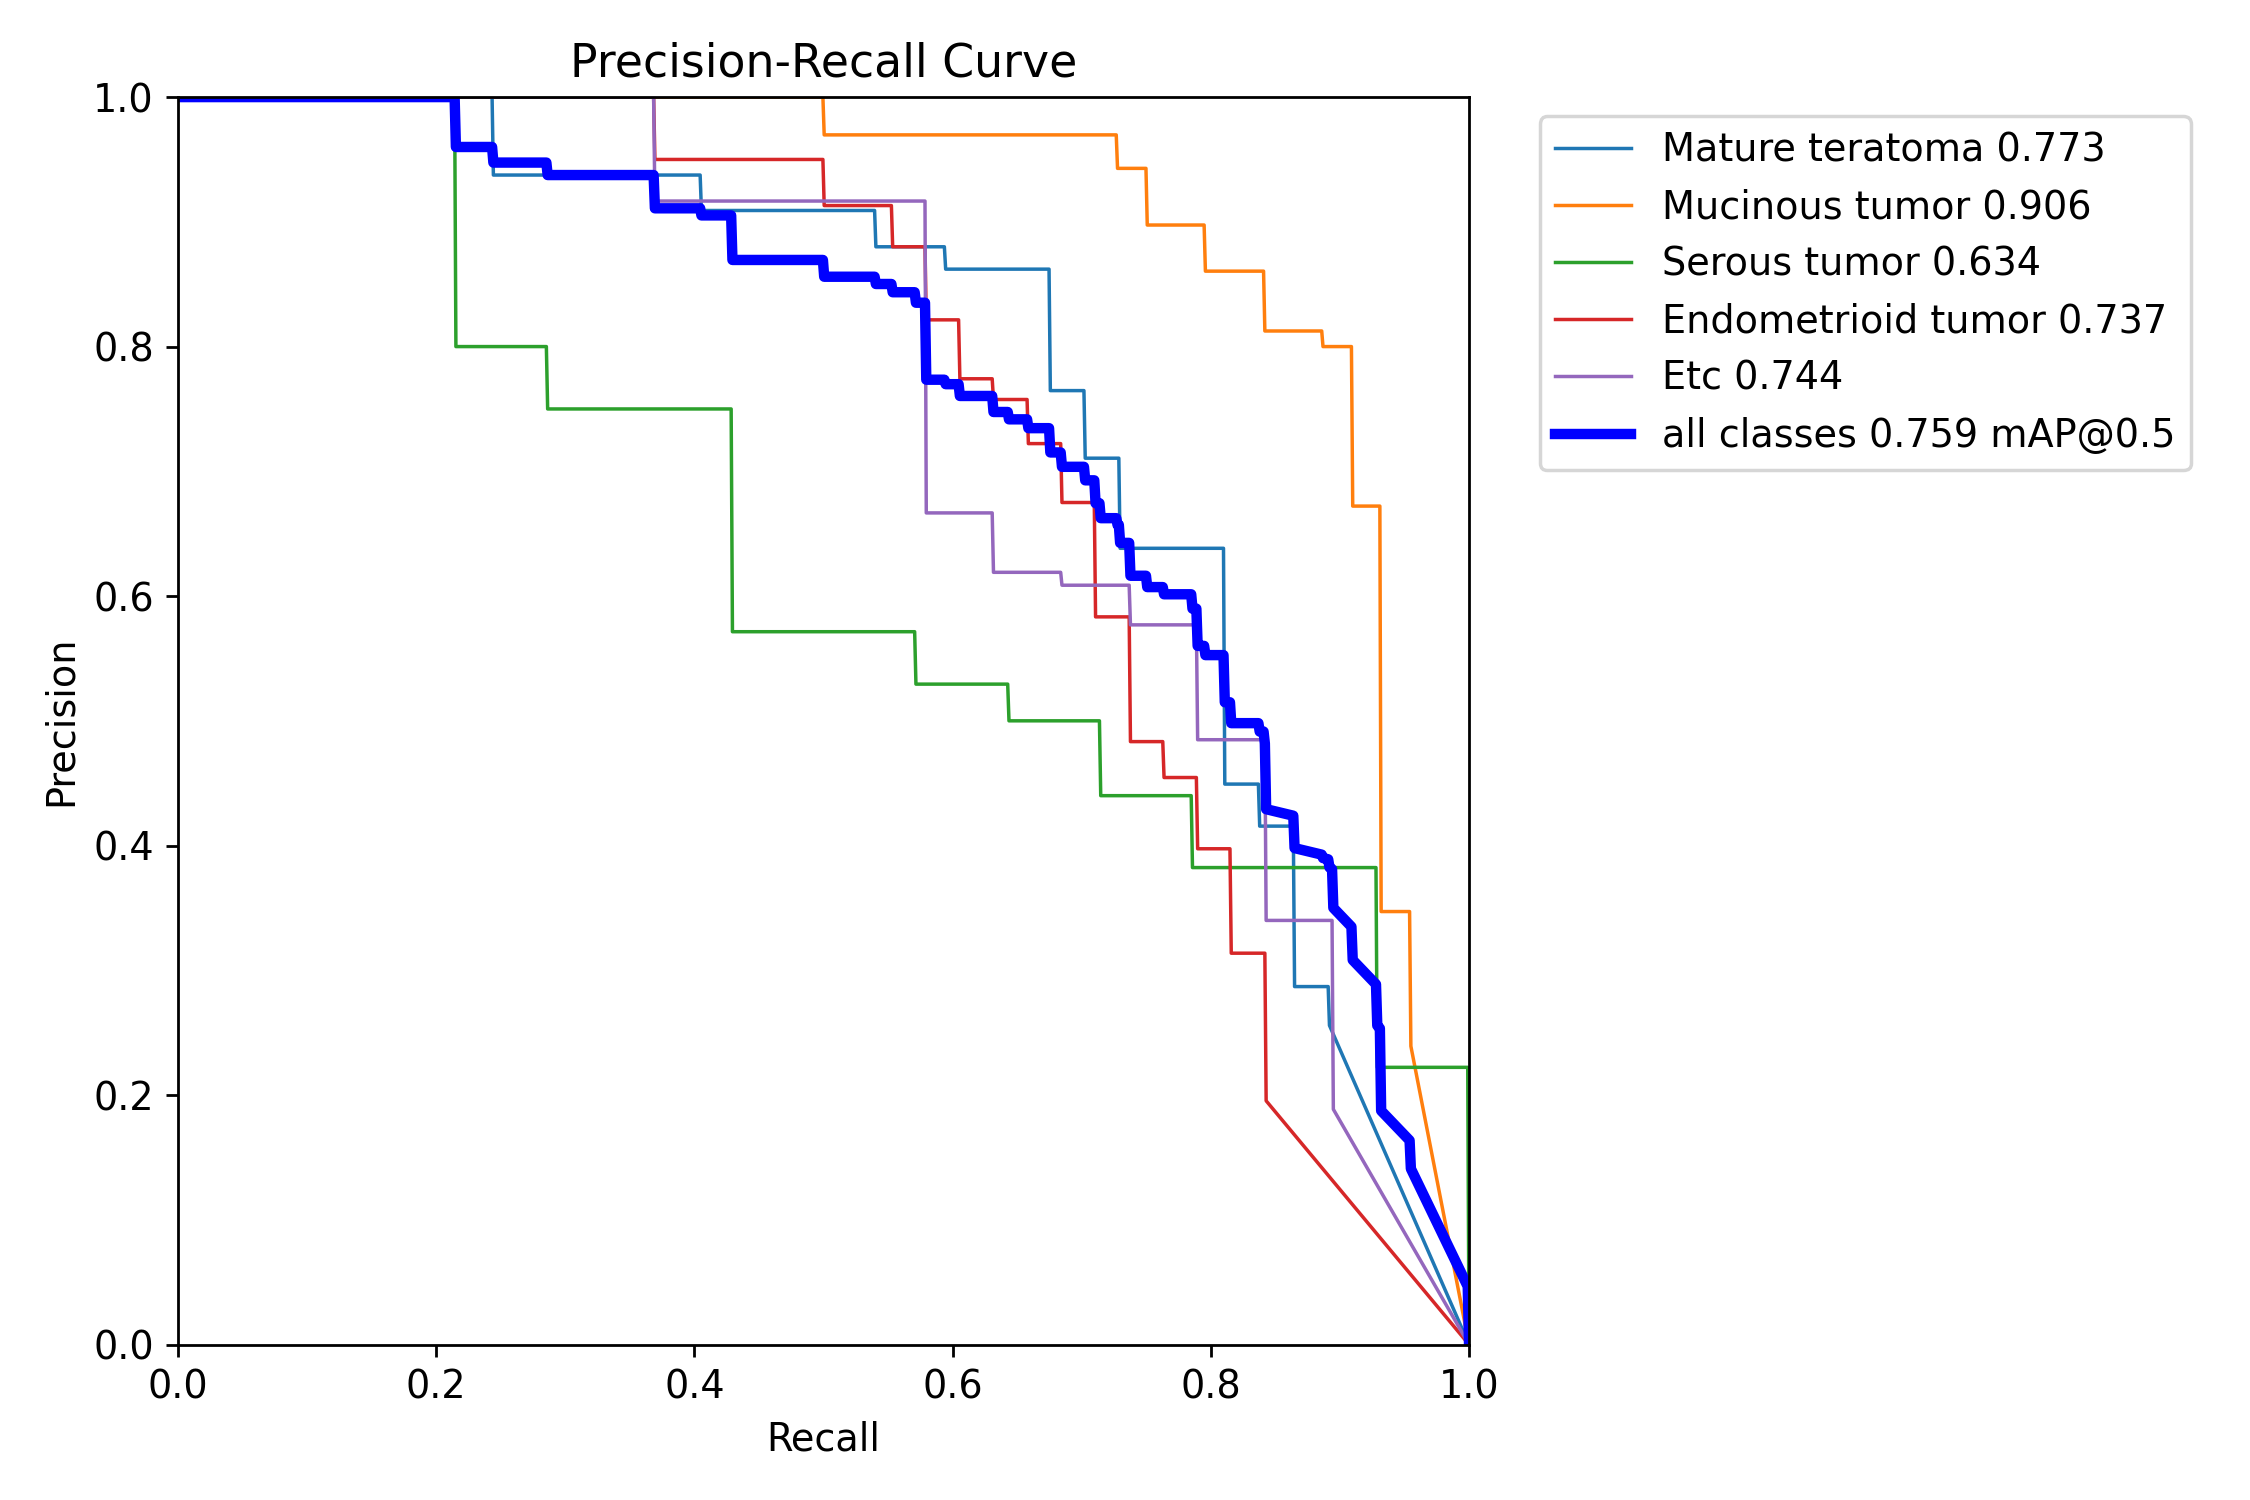 Precision-Recall Curve
1.0
0.8
0.6
0.4
0.2
0.0
Precision
0.0 0.2 0.4 0.6 0.8 1.0
Recall
Mature teratoma 0.773
Mucinous tumor 0.906
Serous tumor 0.634
Endometrioid tumor 0.737
Etc 0.744
all classes 0.759 mAP@0.5